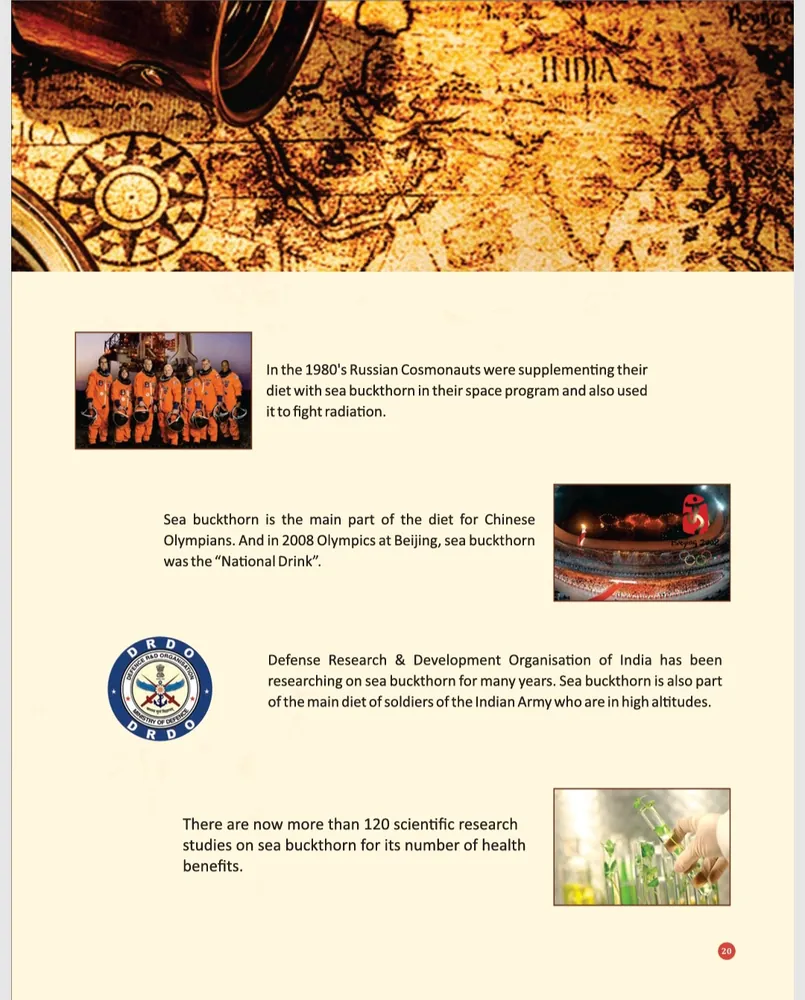 INDIA
ICA
In the 1980's Russian Cosmonauts were supplementing their
diet with sea buckthorn in their space program and also used
it to fight radiation.
Sea buckthorn is the main part of the diet for Chinese
Olympians. And in 2008 Olympics at Beijing, sea buckthorn
was the “National Drink”.
Beijing 2008
DRDO
DEFENCE R&D ORGANISATION
MINISTRY OF DEFENCE
DRDO
Defense Research & Development Organisation of India has been
researching on sea buckthorn for many years. Sea buckthorn is also part
of the main diet of soldiers of the Indian Army who are in high altitudes.
There are now more than 120 scientific research
studies on sea buckthorn for its number of health
benefits.
20